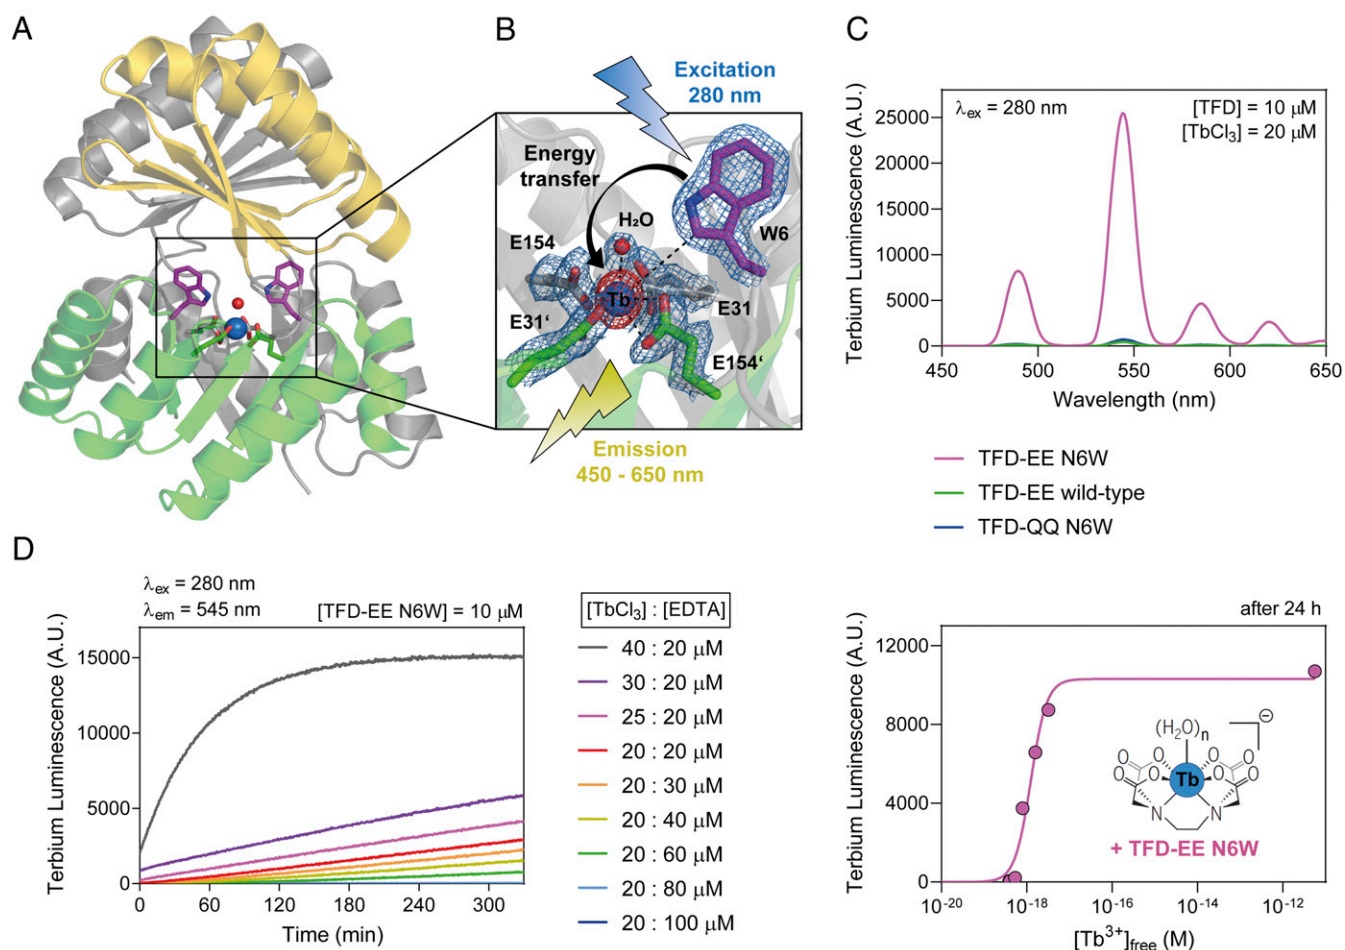 A
B
C
Excitation
280 nm
Energy
transfer
H₂O
W6
E154
Tb
E31
E31‘
E154‘
Emission
450 - 650 nm
λex = 280 nm
[TFD] = 10 μM
[TbCl3] = 20 μM
Terbium Luminescence (A.U.)
25000
20000
15000
10000
5000
0
450
500
550
600
650
Wavelength (nm)
TFD-EE N6W
TFD-EE wild-type
TFD-QQ N6W
D
λex = 280 nm
λem = 545 nm
[TFD-EE N6W] = 10 μM
Terbium Luminescence (A.U.)
15000
10000
5000
0
0
60
120
180
240
300
Time (min)
[TbCl3] : [EDTA]
40 : 20 μM
30 : 20 μM
25 : 20 μM
20 : 20 μM
20 : 30 μM
20 : 40 μM
20 : 60 μM
20 : 80 μM
20 : 100 μM
after 24 h
Terbium Luminescence (A.U.)
12000
8000
4000
0
(H2O)n
⊖
O
O
O
O
Tb
O
O
O
O
N
N
+ TFD-EE N6W
10-20
10-18
10-16
10-14
10-12
[Tb3+]free (M)